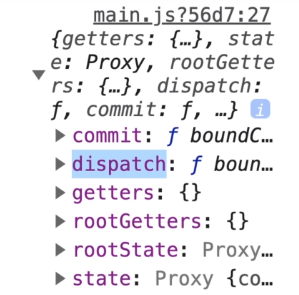 main.js?56d7:27
{getters: {…}, stat
e: Proxy, rootGette
rs: {…}, dispatch:
ƒ, commit: ƒ, …} i
commit: ƒ boundC…
dispatch: ƒ boun…
getters: {}
rootGetters: {}
rootState: Proxy…
state: Proxy {co…